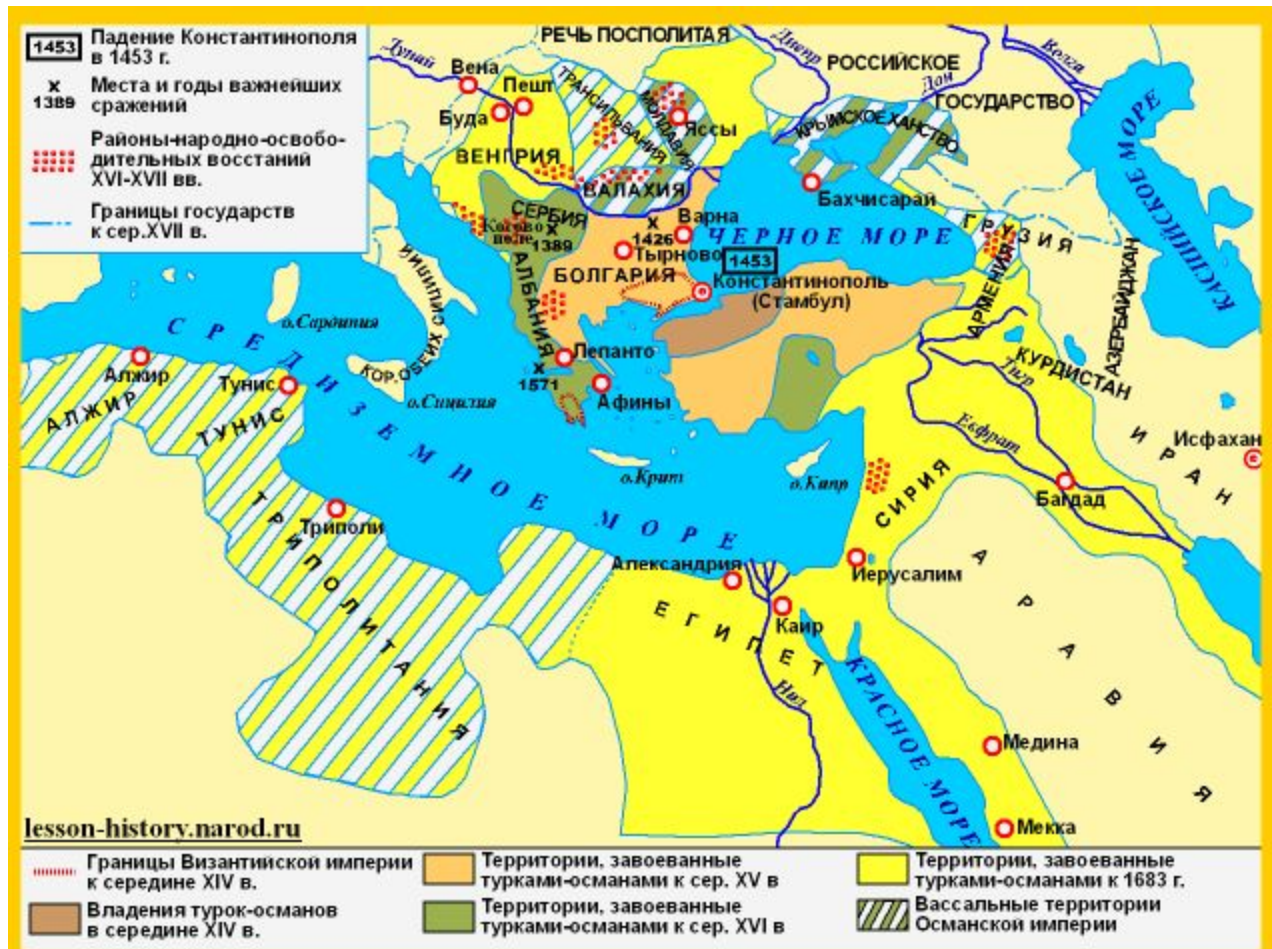 1453
Падение Константинополя
в 1453 г.
х
1389
Места и годы важнейших
сражений
Районы-народно-освобо-
дительных восстаний
XVI-XVII вв.
Границы государств
к сер.XVII в.
РЕЧЬ ПОСПОЛИТАЯ
Днепр
РОССИЙСКОЕ
ГОСУДАРСТВО
Дон
Волга
Дунай
Вена
Пешт
Буда
ТРАНСИЛЬВАНИЯ
МОЛДАВИЯ
Яссы
КРЫМСКОЕ ХАНСТВО
Бахчисарай
ВЕНГРИЯ
ВАЛАХИЯ
СЕРБИЯ
Косово
поле
х
1389
х
1426
Варна
Тырново
БОЛГАРИЯ
АЛБАНИЯ
ЧЕРНОЕ МОРЕ
1453
Константинополь
(Стамбул)
ГРУЗИЯ
АРМЕНИЯ
АЗЕРБАЙДЖАН
КАСПИЙСКОЕ МОРЕ
КУРДИСТАН
Тигр
Евфрат
ИРАН
Исфахан
Багдад
о.Сардиния
КОР.ОБЕИХ СИЦИЛИЙ
о.Сицилия
Лепанто
х
1571
Афины
о.Крит
о.Кипр
СРЕДИЗЕМНОЕ МОРЕ
Алжир
АЛЖИР
Тунис
ТУНИС
Триполи
ТРИПОЛИТАНИЯ
СИРИЯ
Иерусалим
Александрия
Каир
ЕГИПЕТ
Нил
КРАСНОЕ МОРЕ
АРАВИЯ
Медина
Мекка
lesson-history.narod.ru
Границы Византийской империи
к середине XIV в.
Владения турок-османов
в середине XIV в.
Территории, завоеванные
турками-османами к сер. XV в
Территории, завоеванные
турками-османами к сер. XVI в
Территории, завоеванные
турками-османами к 1683 г.
Вассальные территории
Османской империи